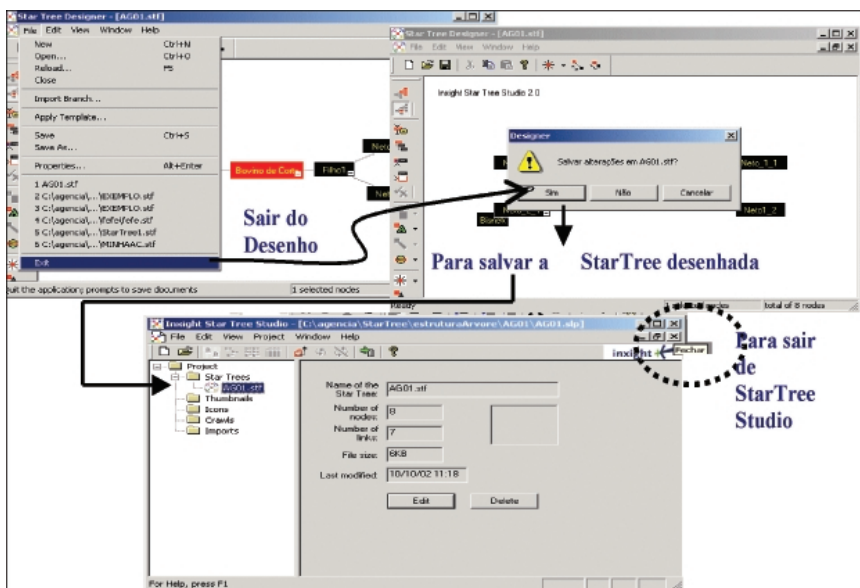 Star Tree Designer - [AG01.stf]
File Edit View Window Help
New Ctrl+N
Open... Ctrl+O
Reload... F5
Close
Import Branch...
Apply Template...
Save Ctrl+S
Save As...
Properties... Alt+Enter
1 AG01.stf
2 C:\agencia\...\EXEMPLO.stf
3 C:\agencia\...\EXEMPLO.stf
4 C:\agencia\...\fefe\fefe.stf
5 C:\agencia\...\StarTree1.stf
6 C:\agencia\...\MINHAAC.stf
Exit
Bovino de Corte
Filho1
Sair do
Desenho
quit the application; prompts to save documents
1 selected nodes
Star Tree Designer - [AG01.stf]
File Edit View Window Help
Insight Star Tree Studio 2.0
Designer
Salvar alterações em AG01.stf?
Sim Não Cancelar
Neto_1_1
Neto1_2
Para salvar a StarTree desenhada
Ready
selected nodes
total of 8 nodes
Insight Star Tree Studio - [C:\agencia\StarTree\estruturaArvore\AG01\AG01.slp]
File Edit View Project Window Help
inxight
Fechar
Project
Star Trees
AG01.stf
Thumbnails
Icons
Crawls
Imports
Name of the Star Tree: AG01.stf
Number of nodes: 8
Number of links: 7
File size: 6KB
Last modified: 10/10/02 11:18
Edit Delete
For Help, press F1
Para sair
de
StarTree
Studio